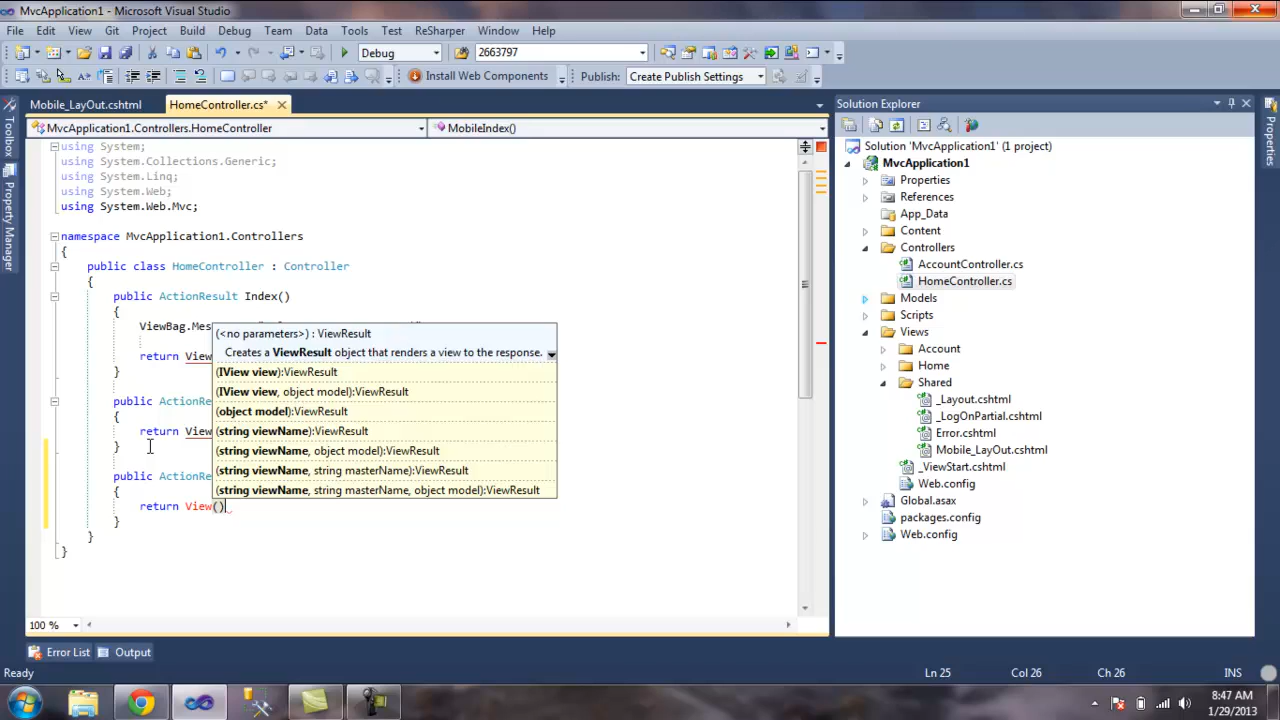 MvcApplication1 - Microsoft Visual Studio
File Edit View Git Project Build Debug Team Data Tools Test ReSharper Window Help
Debug 2663797
Install Web Components Publish: Create Publish Settings
Mobile_LayOut.cshtml HomeController.cs*
MvcApplication1.Controllers.HomeController MobileIndex()
using System;
using System.Collections.Generic;
using System.Linq;
using System.Web;
using System.Web.Mvc;
namespace MvcApplication1.Controllers
{
public class HomeController : Controller
{
public ActionResult Index()
{
ViewBag.Mes
return View
}
public ActionRe
{
return View
}
public ActionRe
{
return View()
}
}
}
(<no parameters>) : ViewResult
Creates a ViewResult object that renders a view to the response.
(IView view):ViewResult
(IView view, object model):ViewResult
(object model):ViewResult
(string viewName):ViewResult
(string viewName, object model):ViewResult
(string viewName, string masterName):ViewResult
(string viewName, string masterName, object model):ViewResult
100 %
Error List Output
Toolbox
Property Manager
Solution Explorer
Solution 'MvcApplication1' (1 project)
MvcApplication1
Properties
References
App_Data
Content
Controllers
AccountController.cs
HomeController.cs
Models
Scripts
Views
Account
Home
Shared
_Layout.cshtml
_LogOnPartial.cshtml
Error.cshtml
Mobile_LayOut.cshtml
_ViewStart.cshtml
Web.config
Global.asax
packages.config
Web.config
Properties
Ready Ln 25 Col 26 Ch 26 INS
8:47 AM
1/29/2013